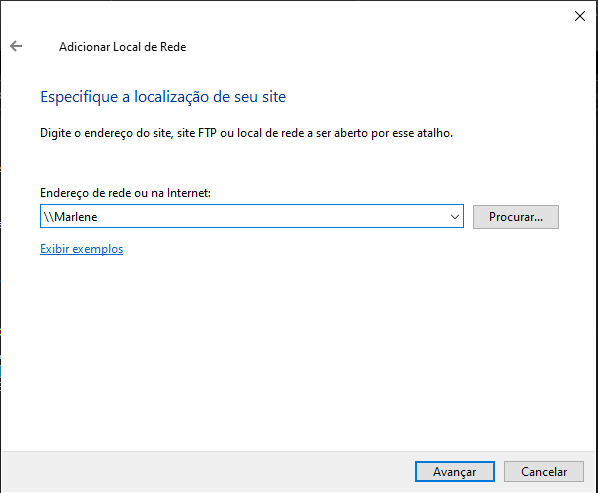 Adicionar Local de Rede
Especifique a localização de seu site
Digite o endereço do site, site FTP ou local de rede a ser aberto por esse atalho.
Endereço de rede ou na Internet:
\\Marlene
Procurar...
Exibir exemplos
Avançar
Cancelar